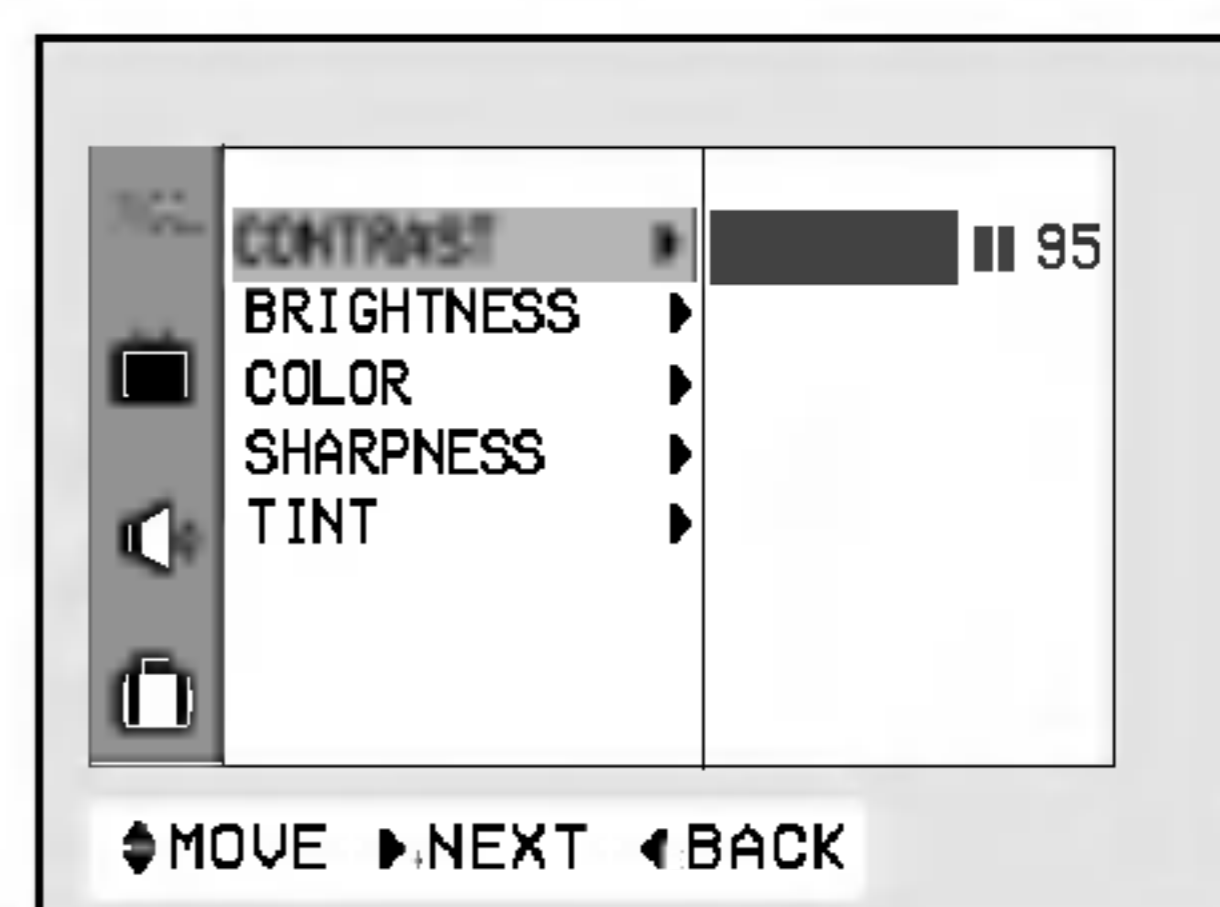 CONTRAST 95
BRIGHTNESS
COLOR
SHARPNESS
TINT
MOVE NEXT BACK